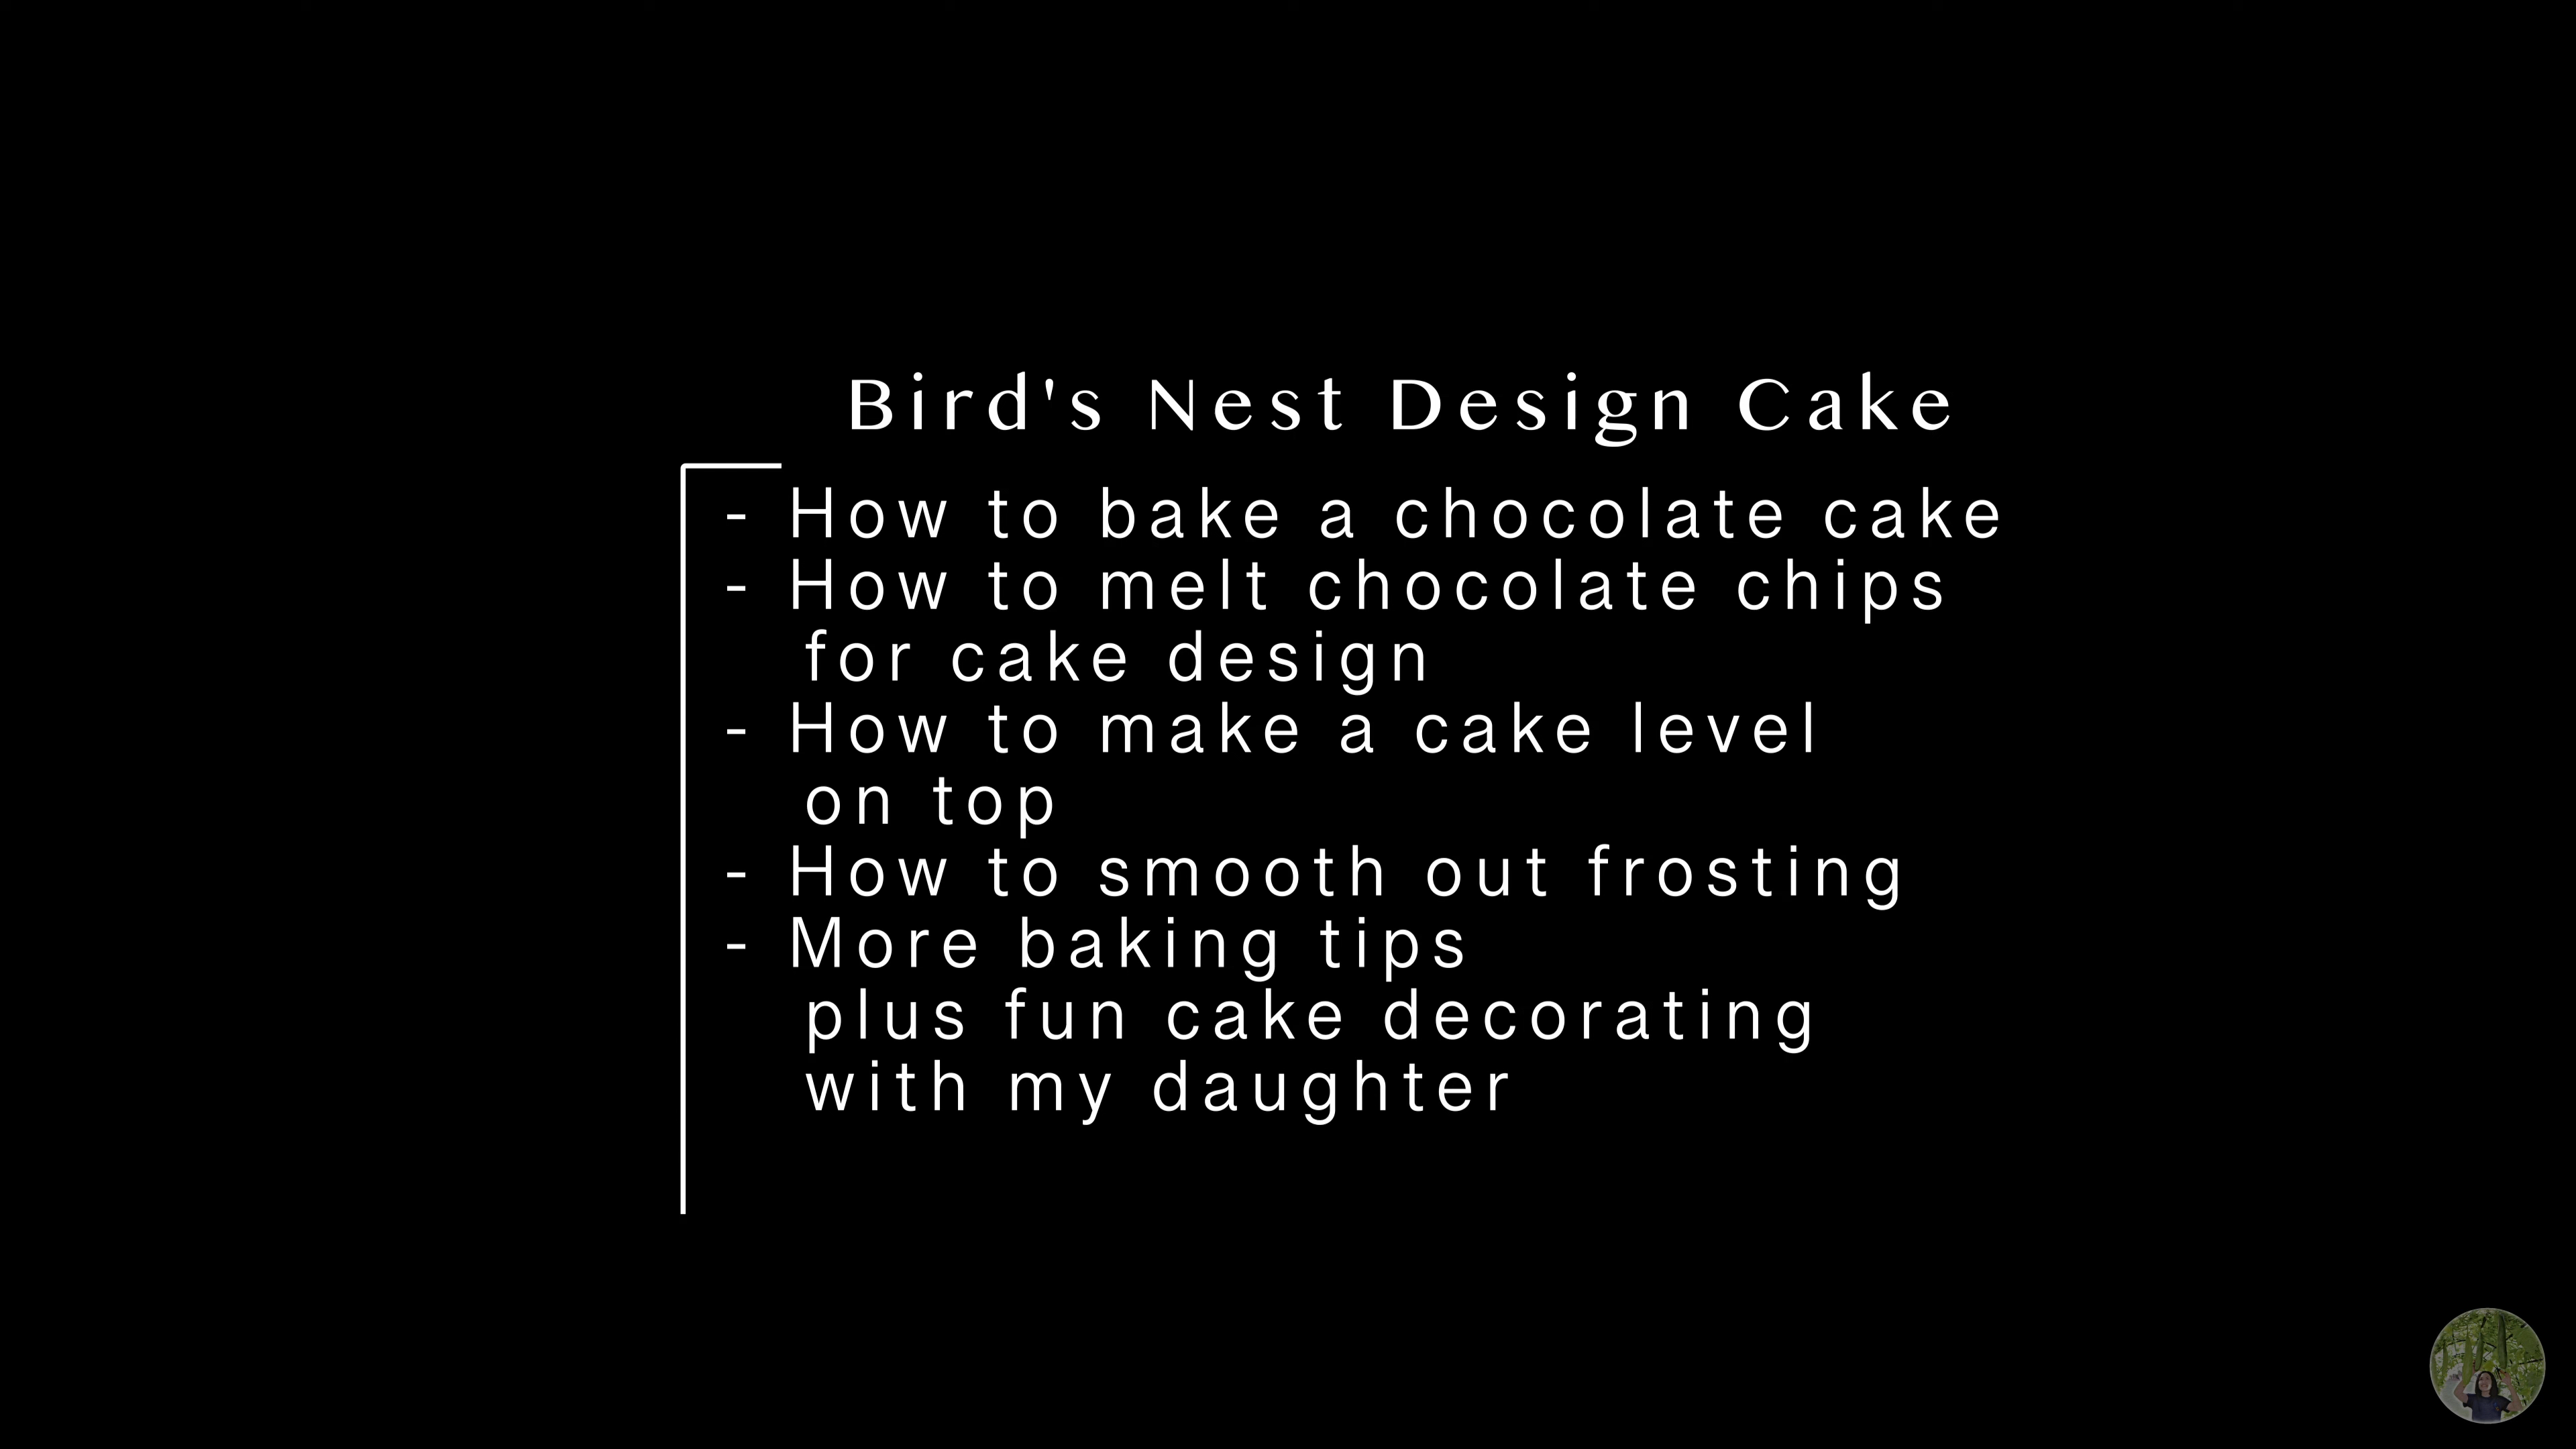 Bird's Nest Design Cake
- How to bake a chocolate cake
- How to melt chocolate chips
for cake design
- How to make a cake level
on top
- How to smooth out frosting
- More baking tips
plus fun cake decorating
with my daughter